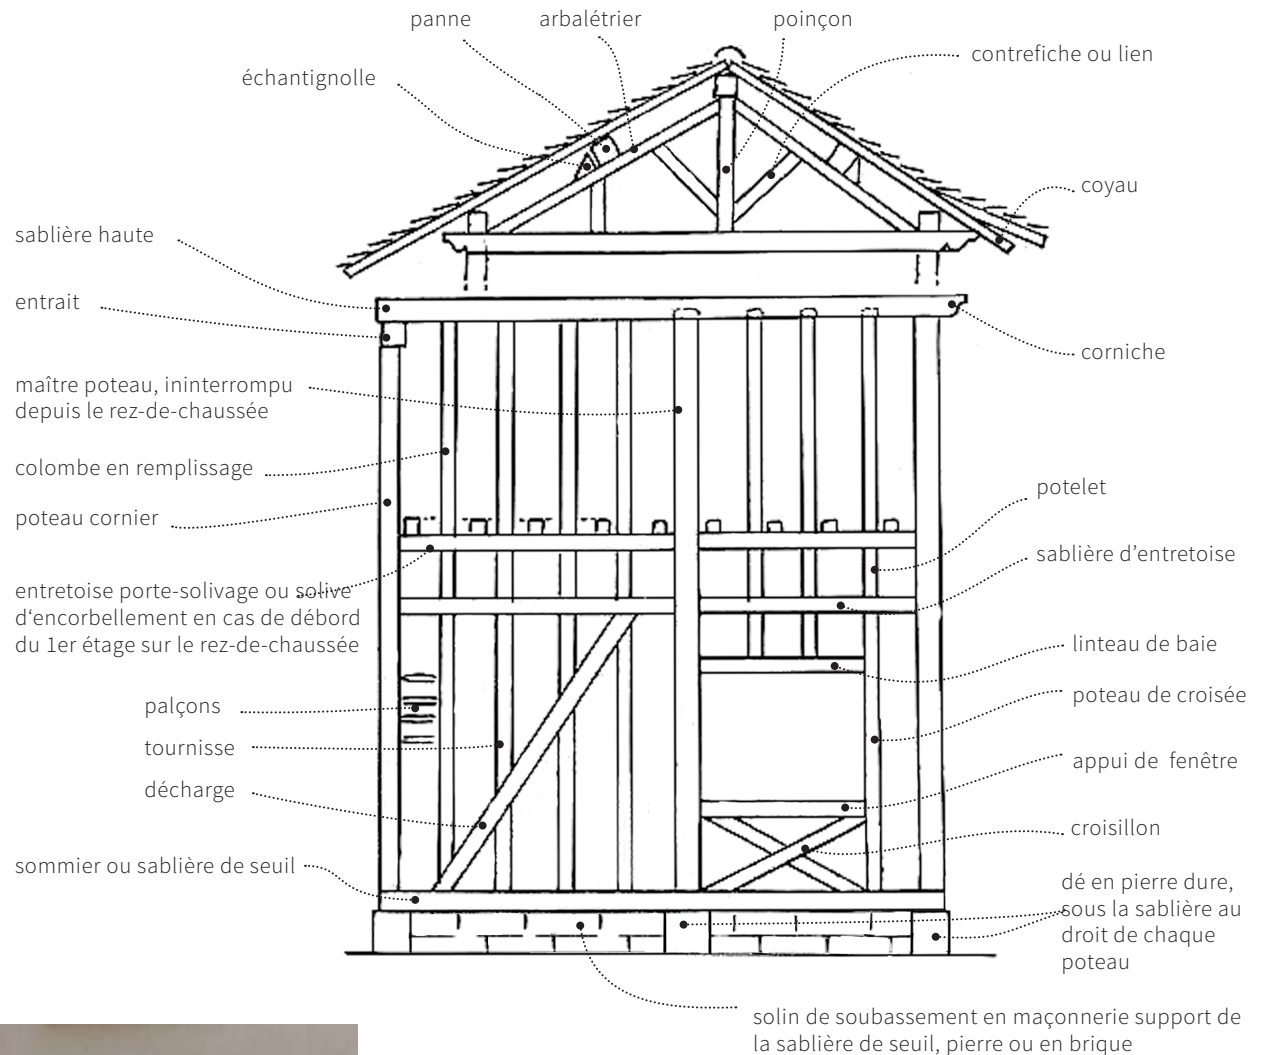 panne
arbalétrier
poinçon
contrefiche ou lien
échantignolle
coyau
sablière haute
entrait
corniche
maître poteau, ininterrompu
depuis le rez-de-chaussée
colombe en remplissage
poteau cornier
potelet
sablière d’entretoise
entretoise porte-solivage ou solive
d‘encorbellement en cas de débord
du 1er étage sur le rez-de-chaussée
linteau de baie
poteau de croisée
palçons
tournisse
appui de  fenêtre
décharge
croisillon
sommier ou sablière de seuil
dé en pierre dure,
sous la sablière au
droit de chaque
poteau
solin de soubassement en maçonnerie support de
la sablière de seuil, pierre ou en brique